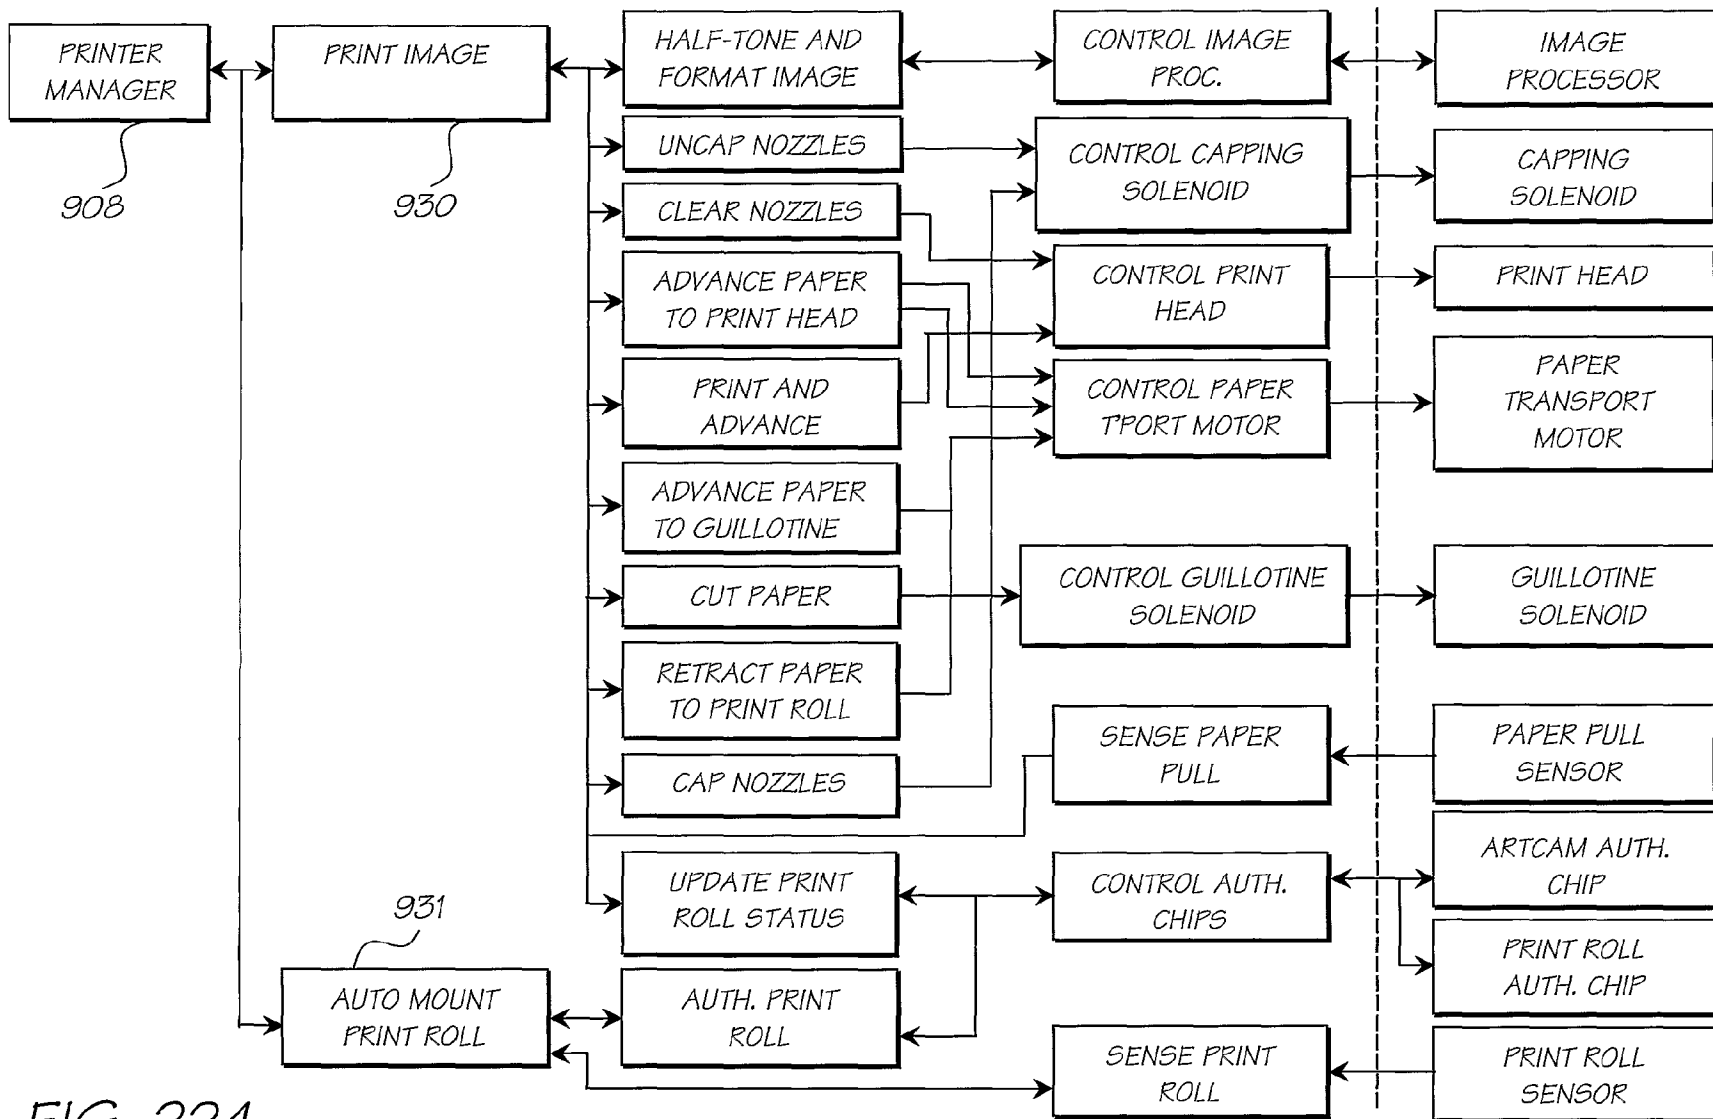 PRINTER
MANAGER
908
PRINT IMAGE
930
HALF-TONE AND
FORMAT IMAGE
CONTROL IMAGE
PROC.
IMAGE
PROCESSOR
UNCAP NOZZLES
CONTROL CAPPING
SOLENOID
CAPPING
SOLENOID
CLEAR NOZZLES
ADVANCE PAPER
TO PRINT HEAD
CONTROL PRINT
HEAD
PRINT HEAD
PRINT AND
ADVANCE
CONTROL PAPER
T'PORT MOTOR
PAPER
TRANSPORT
MOTOR
ADVANCE PAPER
TO GUILLOTINE
CUT PAPER
CONTROL GUILLOTINE
SOLENOID
GUILLOTINE
SOLENOID
RETRACT PAPER
TO PRINT ROLL
SENSE PAPER
PULL
PAPER PULL
SENSOR
CAP NOZZLES
UPDATE PRINT
ROLL STATUS
CONTROL AUTH.
CHIPS
ARTCAM AUTH.
CHIP
PRINT ROLL
AUTH. CHIP
931
AUTO MOUNT
PRINT ROLL
AUTH. PRINT
ROLL
SENSE PRINT
ROLL
PRINT ROLL
SENSOR
FIG. 224